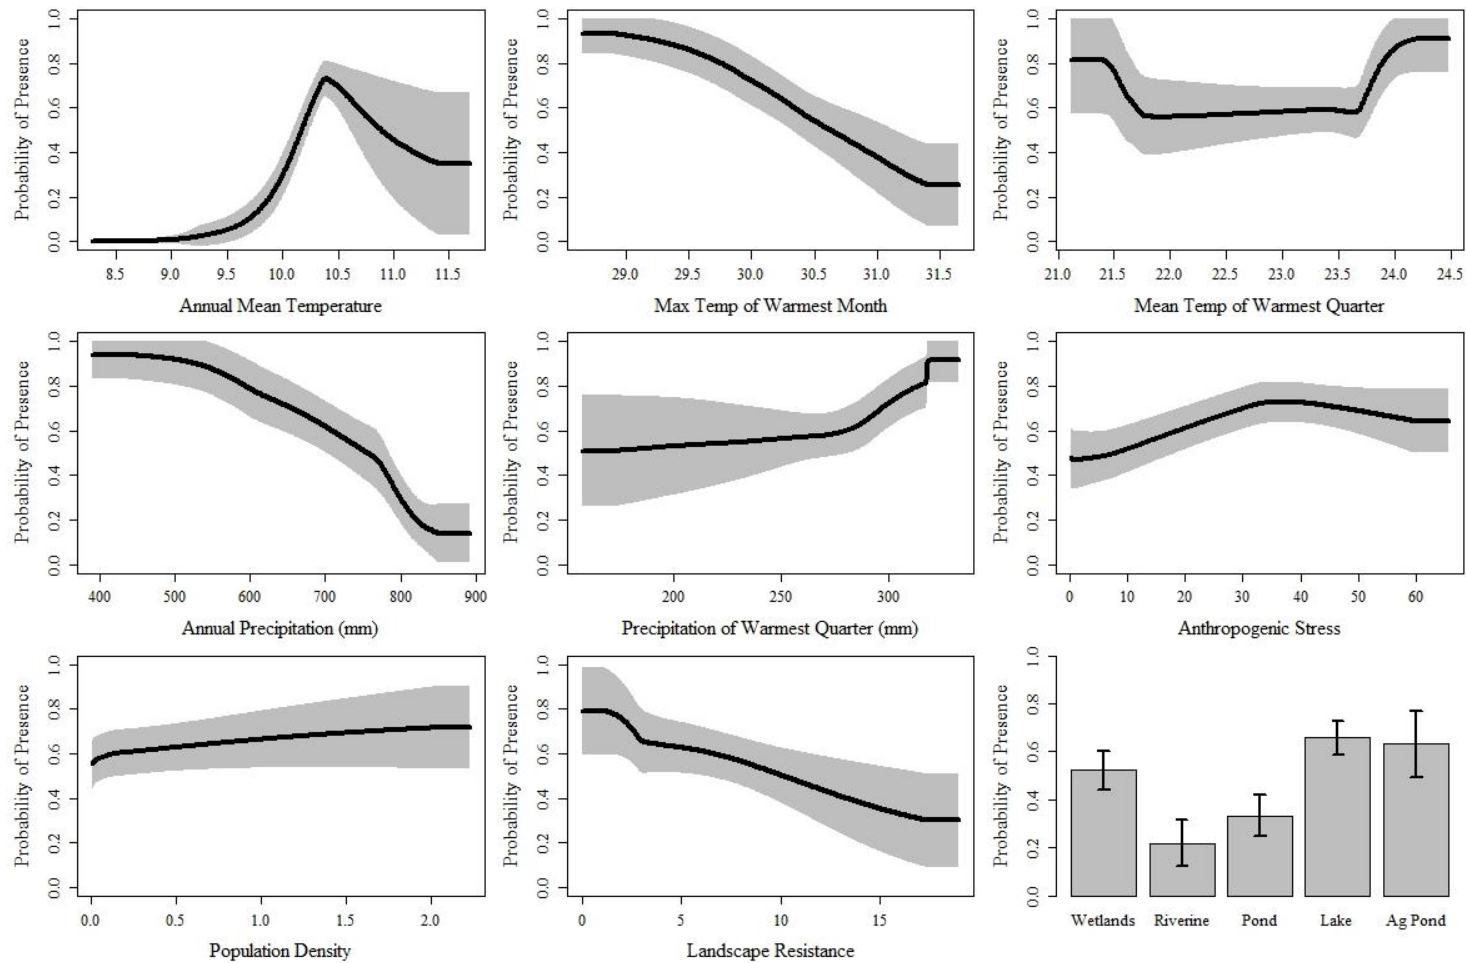 Probability of Presence
0.0 0.2 0.4 0.6 0.8 1.0
8.5 9.0 9.5 10.0 10.5 11.0 11.5
Annual Mean Temperature
Probability of Presence
0.0 0.2 0.4 0.6 0.8 1.0
29.0 29.5 30.0 30.5 31.0 31.5
Max Temp of Warmest Month
Probability of Presence
0.0 0.2 0.4 0.6 0.8 1.0
21.0 21.5 22.0 22.5 23.0 23.5 24.0 24.5
Mean Temp of Warmest Quarter
Probability of Presence
0.0 0.2 0.4 0.6 0.8 1.0
400 500 600 700 800 900
Annual Precipitation (mm)
Probability of Presence
0.0 0.2 0.4 0.6 0.8 1.0
200 250 300
Precipitation of Warmest Quarter (mm)
Probability of Presence
0.0 0.2 0.4 0.6 0.8 1.0
0 10 20 30 40 50 60
Anthropogenic Stress
Probability of Presence
0.0 0.2 0.4 0.6 0.8 1.0
0.0 0.5 1.0 1.5 2.0
Population Density
Probability of Presence
0.0 0.2 0.4 0.6 0.8 1.0
0 5 10 15
Landscape Resistance
Probability of Presence
0.0 0.2 0.4 0.6 0.8 1.0
Wetlands Riverine Pond Lake Ag Pond